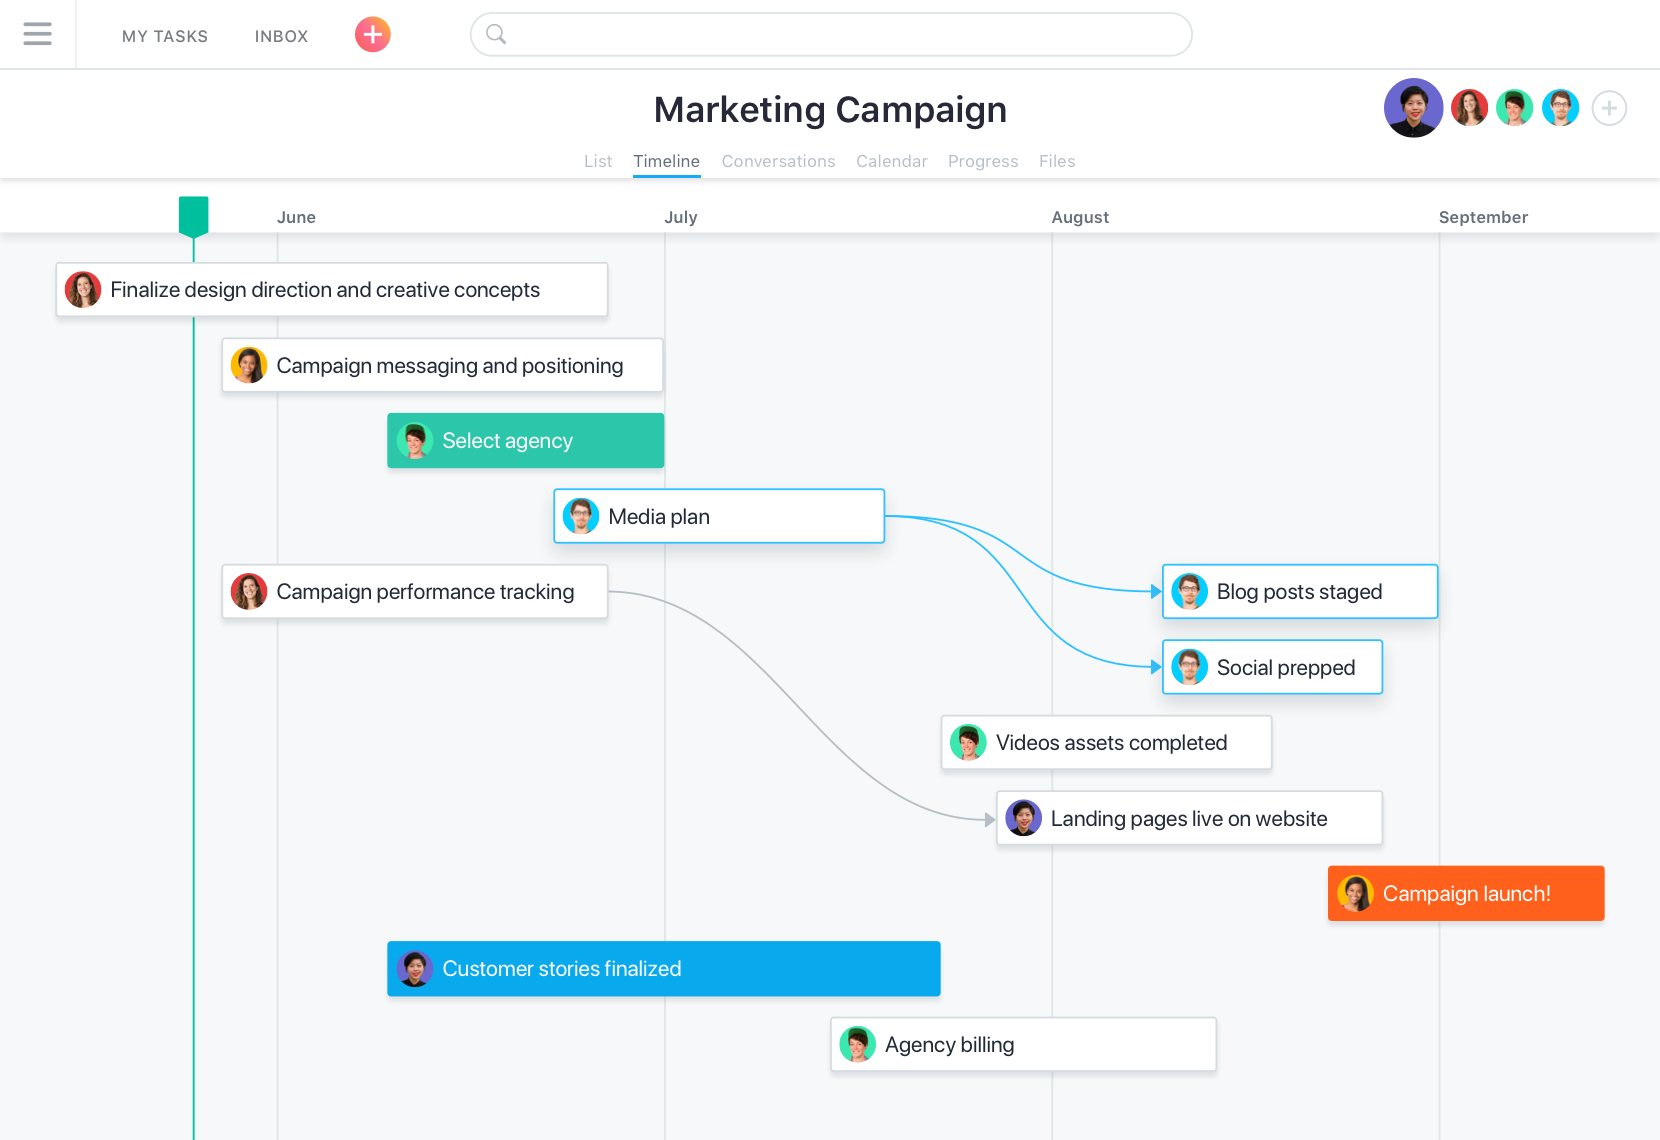 MY TASKS INBOX
Marketing Campaign
List Timeline Conversations Calendar Progress Files
June July August September
Finalize design direction and creative concepts
Campaign messaging and positioning
Select agency
Media plan
Campaign performance tracking Blog posts staged
Social prepped
Videos assets completed
Landing pages live on website
Campaign launch!
Customer stories finalized
Agency billing